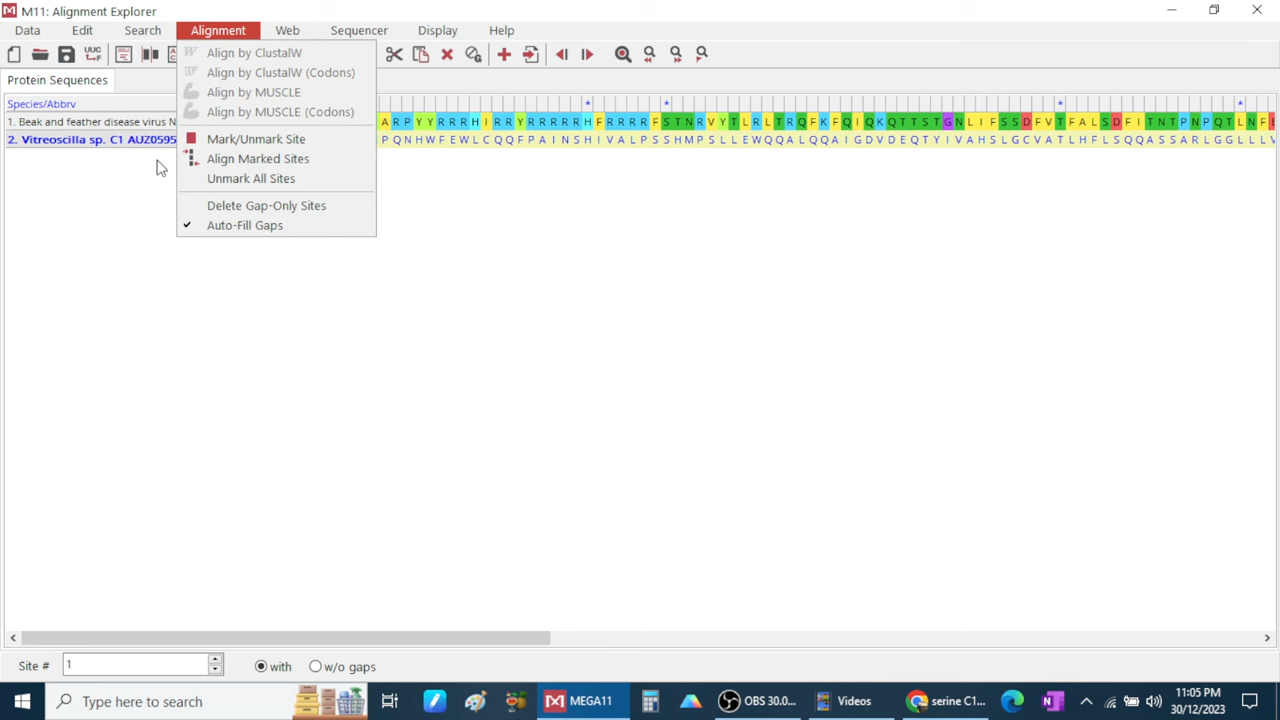 M11: Alignment Explorer
Data Edit Search Alignment Web Sequencer Display Help
UUC
F
Protein Sequences
Align by ClustalW
Align by ClustalW (Codons)
Align by MUSCLE
Align by MUSCLE (Codons)
Mark/Unmark Site
Align Marked Sites
Unmark All Sites
Delete Gap-Only Sites
Auto-Fill Gaps
Species/Abbrv * * * *
1. Beak and feather disease virus N A R P Y Y R R R H I R R Y R R R R R H F R R R R F S T N R V Y T L R L T R Q F K F Q I Q K Q T T S T G N L I F S S D F V T F A L S D F I T N T P N P Q T L N F E
2. Vitreoscilla sp. C1 AUZ0595 P Q N H W F E W L C Q Q F P A I N S H I V A L P S S H M P S L L E W Q Q A L Q Q A I G D V D E Q T Y I V A H S L G C V A T L H F L S Q Q A S S A R L G G L L L V
Site # 1 with w/o gaps
Type here to search MEGA11 OBS 30.0... Videos serine C1... 11:05 PM
30/12/2023